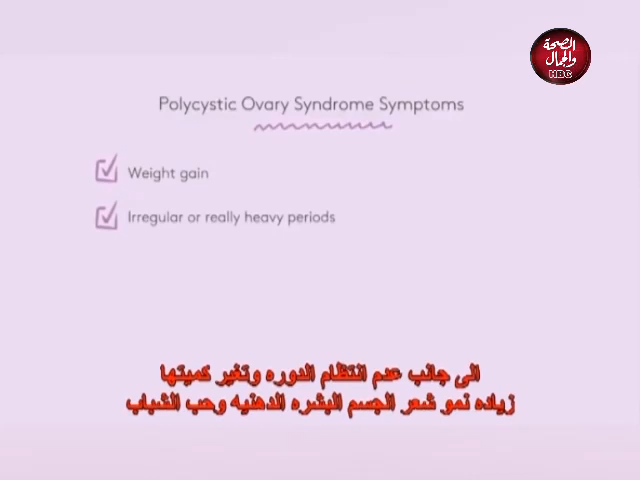 الصحة
والجمال
HBC
Polycystic Ovary Syndrome Symptoms
Weight gain
Irregular or really heavy periods
الى جانب عدم انتظام الدوره وتغير كميتها
زياده نمو شعر الجسم البشره الدهنيه وحب الشباب